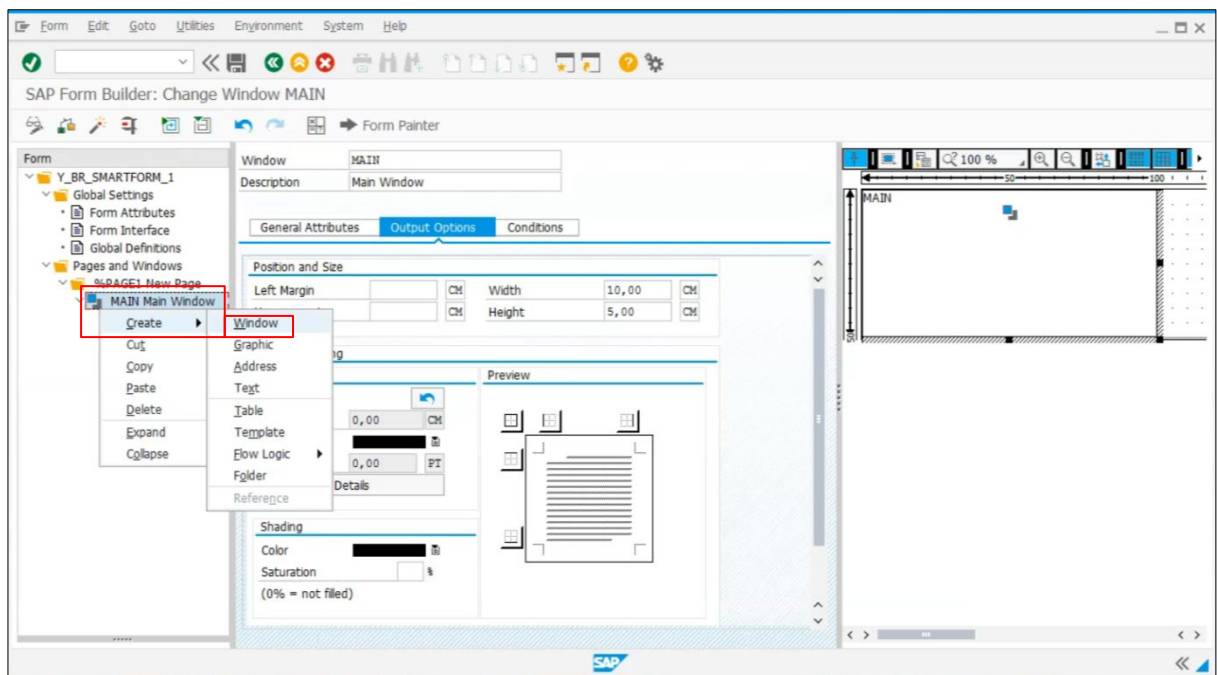 Form Edit Goto Utilities Environment System Help
SAP Form Builder: Change Window MAIN
Form Painter
Form
Y_BR_SMARTFORM_1
Global Settings
Form Attributes
Form Interface
Global Definitions
Pages and Windows
%PAGE1 New Page
MAIN Main Window
Create
Cut
Copy
Paste
Delete
Expand
Collapse
Window
Graphic
Address
Text
Table
Template
Flow Logic
Folder
Reference
Window MAIN
Description Main Window
General Attributes Output Options Conditions
Position and Size
Left Margin CM Width 10,00 CM
CM Height 5,00 CM
Preview
0,00 CM
0,00 PT
Details
Shading
Color
Saturation %
(0% = not filled)
100 %
50 100
MAIN
50
SAP